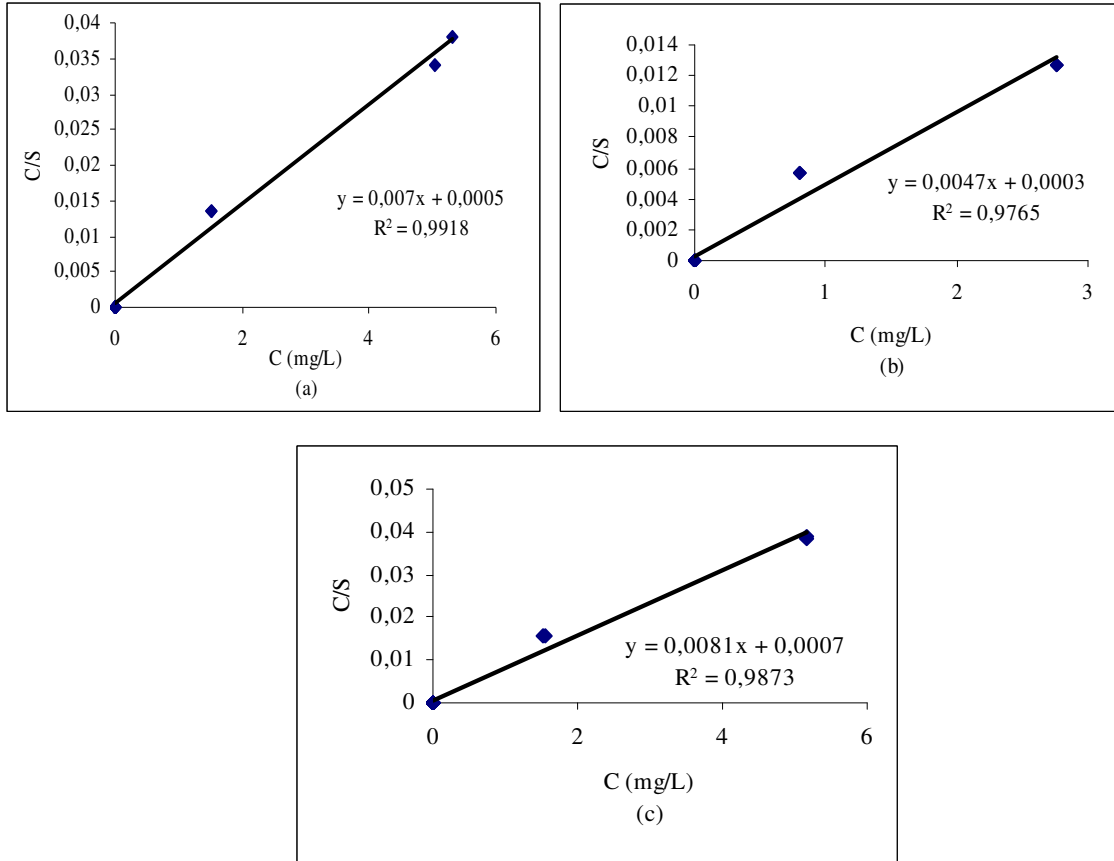 0,04
0,035
0,03
0,025
0,02
0,015
0,01
0,005
0
C/S
y = 0,007x + 0,0005
R² = 0,9918
0 2 4 6
C (mg/L)
(a)
0,014
0,012
0,01
0,008
0,006
0,004
0,002
0
C/S
y = 0,0047x + 0,0003
R² = 0,9765
0 1 2 3
C (mg/L)
(b)
0,05
0,04
0,03
0,02
0,01
0
C/S
y = 0,0081x + 0,0007
R² = 0,9873
0 2 4 6
C (mg/L)
(c)